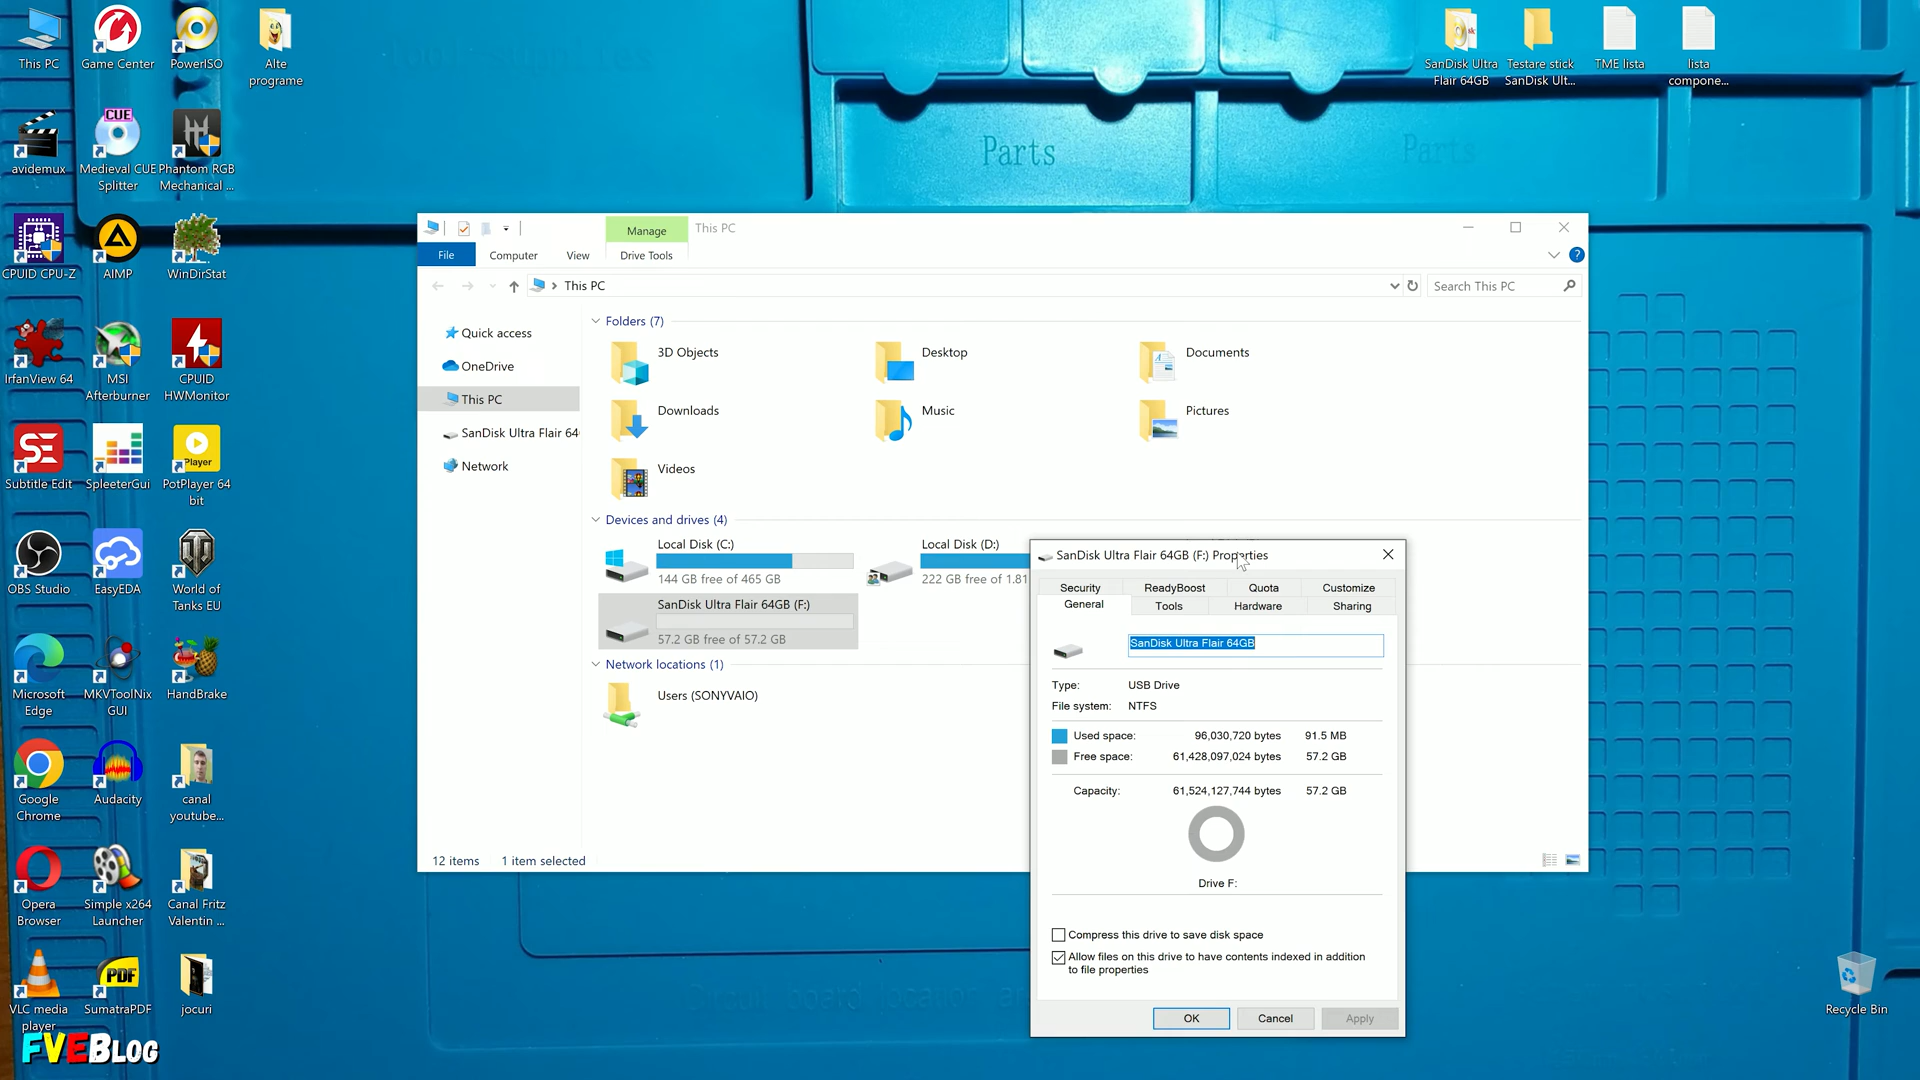 This PC
Game Center
PowerISO
Alte
programe
SanDisk Ultra
Flair 64GB
Testare stick
SanDisk Ult...
TME lista
lista
compone...
avidemux
CUE
Medieval CUE
Splitter
Phantom RGB
Mechanical ...
Parts
Parts
CPUID CPU-Z
AIMP
WinDirStat
IrfanView 64
MSI
Afterburner
CPUID
HWMonitor
SE
Subtitle Edit
SpleeterGui
Player
PotPlayer 64
bit
OBS Studio
EasyEDA
World of
Tanks EU
Microsoft
Edge
MKVToolNix
GUI
HandBrake
Google
Chrome
Audacity
canal
youtube...
Opera
Browser
Simple x264
Launcher
Canal Fritz
Valentin ...
VLC media
player
PDF
SumatraPDF
jocuri
FVEBLOG
Recycle Bin
Manage
This PC
File
Computer
View
Drive Tools
This PC
Search This PC
Quick access
OneDrive
This PC
SanDisk Ultra Flair 64
Network
Folders (7)
3D Objects
Desktop
Documents
Downloads
Music
Pictures
Videos
Devices and drives (4)
Local Disk (C:)
144 GB free of 465 GB
Local Disk (D:)
222 GB free of 1.81
SanDisk Ultra Flair 64GB (F:)
57.2 GB free of 57.2 GB
Network locations (1)
Users (SONYVAIO)
12 items
1 item selected
SanDisk Ultra Flair 64GB (F:) Properties
Security
ReadyBoost
Quota
Customize
General
Tools
Hardware
Sharing
SanDisk Ultra Flair 64GB
Type: USB Drive
File system: NTFS
Used space: 96,030,720 bytes 91.5 MB
Free space: 61,428,097,024 bytes 57.2 GB
Capacity: 61,524,127,744 bytes 57.2 GB
Drive F:
Compress this drive to save disk space
Allow files on this drive to have contents indexed in addition
to file properties
OK
Cancel
Apply